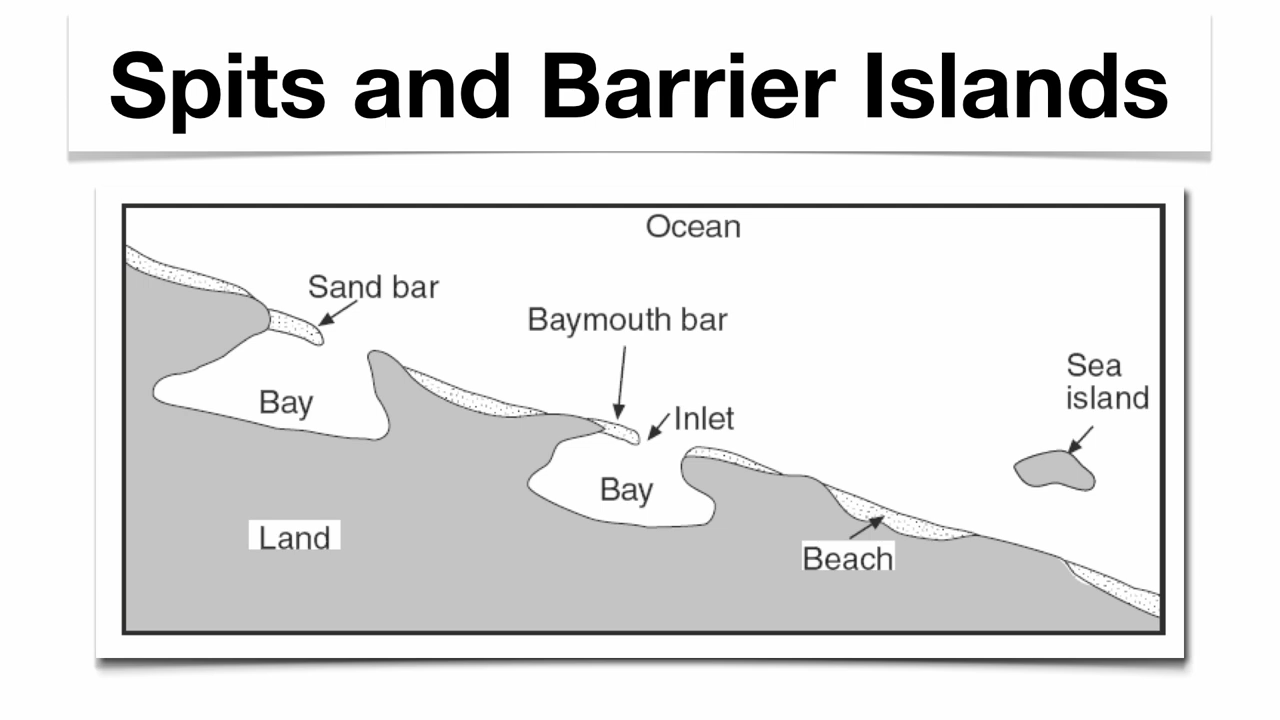 Spits and Barrier Islands
Ocean
Sand bar
Baymouth bar
Sea
island
Bay
Inlet
Bay
Land
Beach